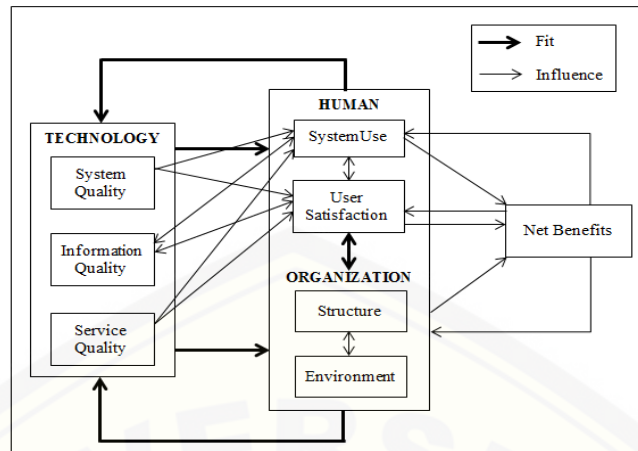 Fit
Influence
HUMAN
TECHNOLOGY
SystemUse
System
Quality
User
Satisfaction
Information
Quality
Net Benefits
ORGANIZATION
Structure
Service
Quality
Environment